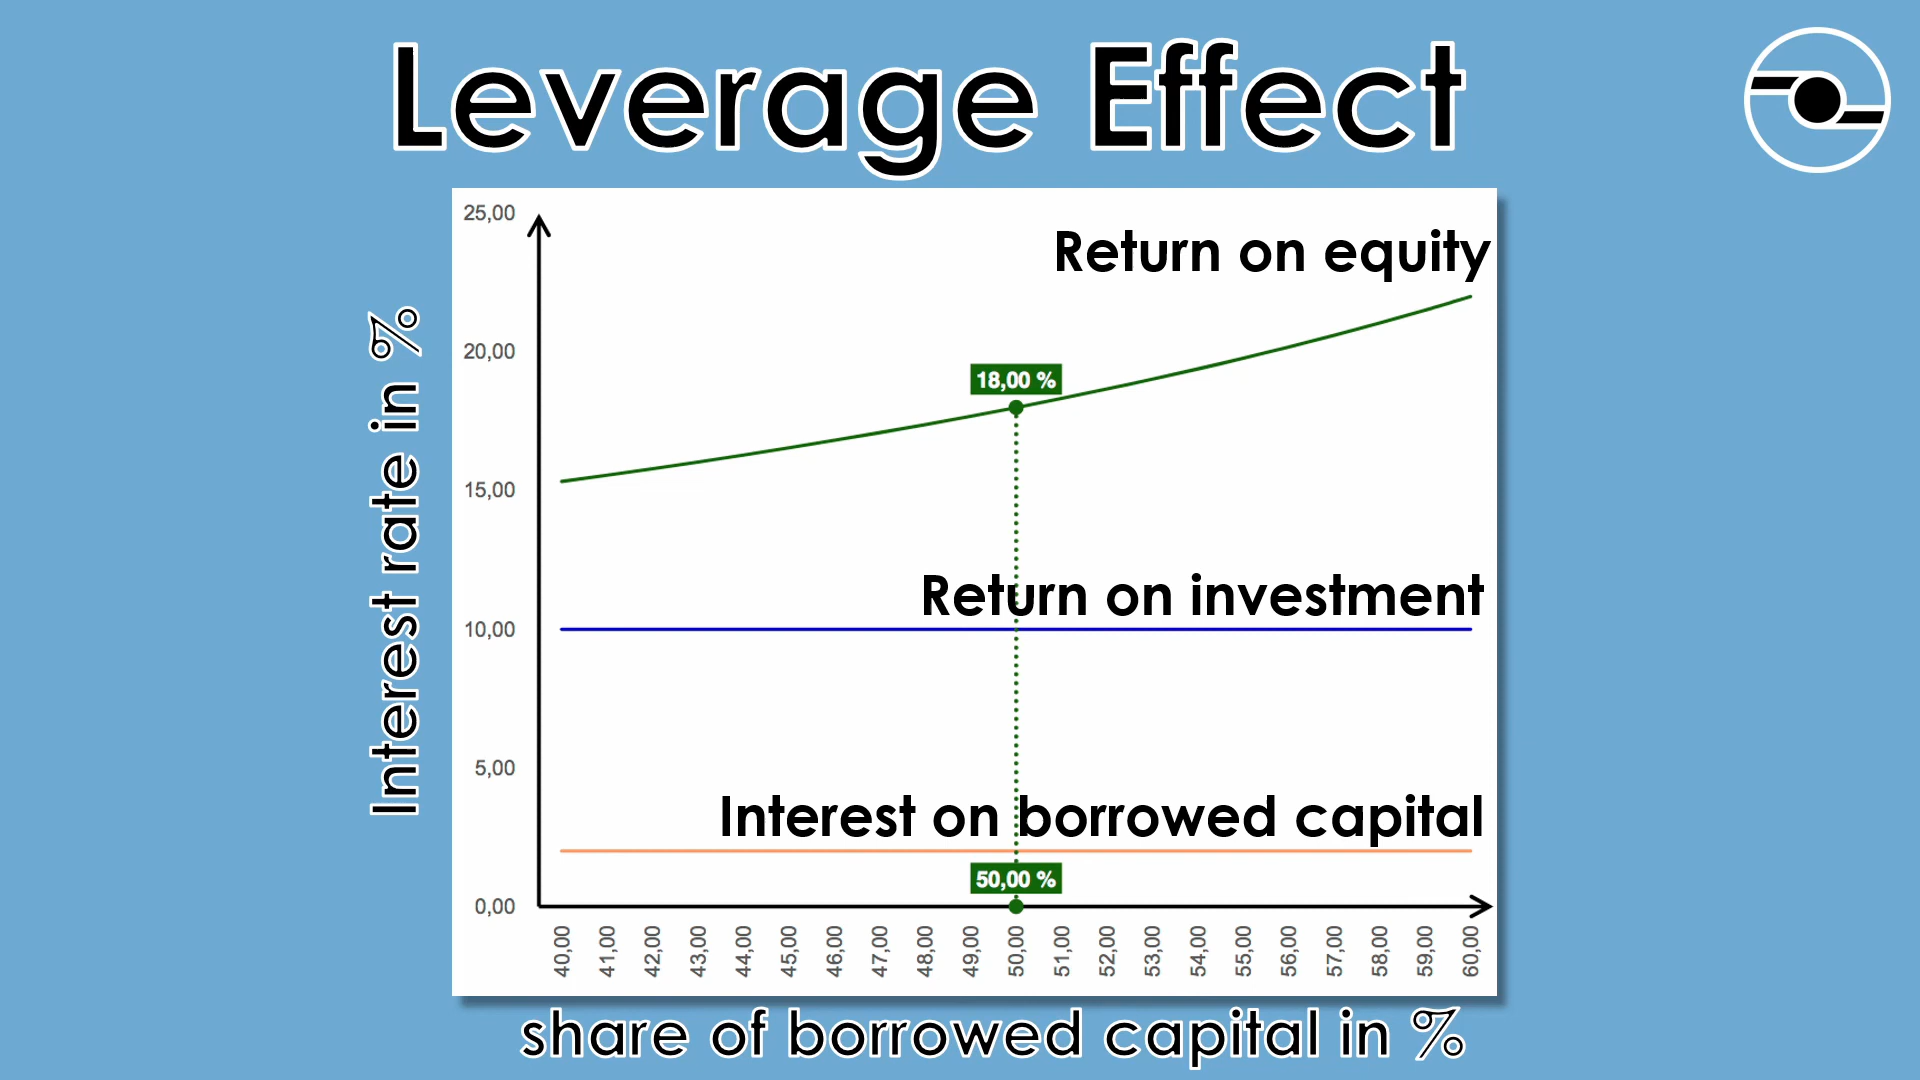 Leverage Effect
Interest rate in %
25,00
Return on equity
20,00
18,00 %
15,00
Return on investment
10,00
5,00
Interest on borrowed capital
50,00 %
0,00
40,00 41,00 42,00 43,00 44,00 45,00 46,00 47,00 48,00 49,00 50,00 51,00 52,00 53,00 54,00 55,00 56,00 57,00 58,00 59,00 60,00
share of borrowed capital in %